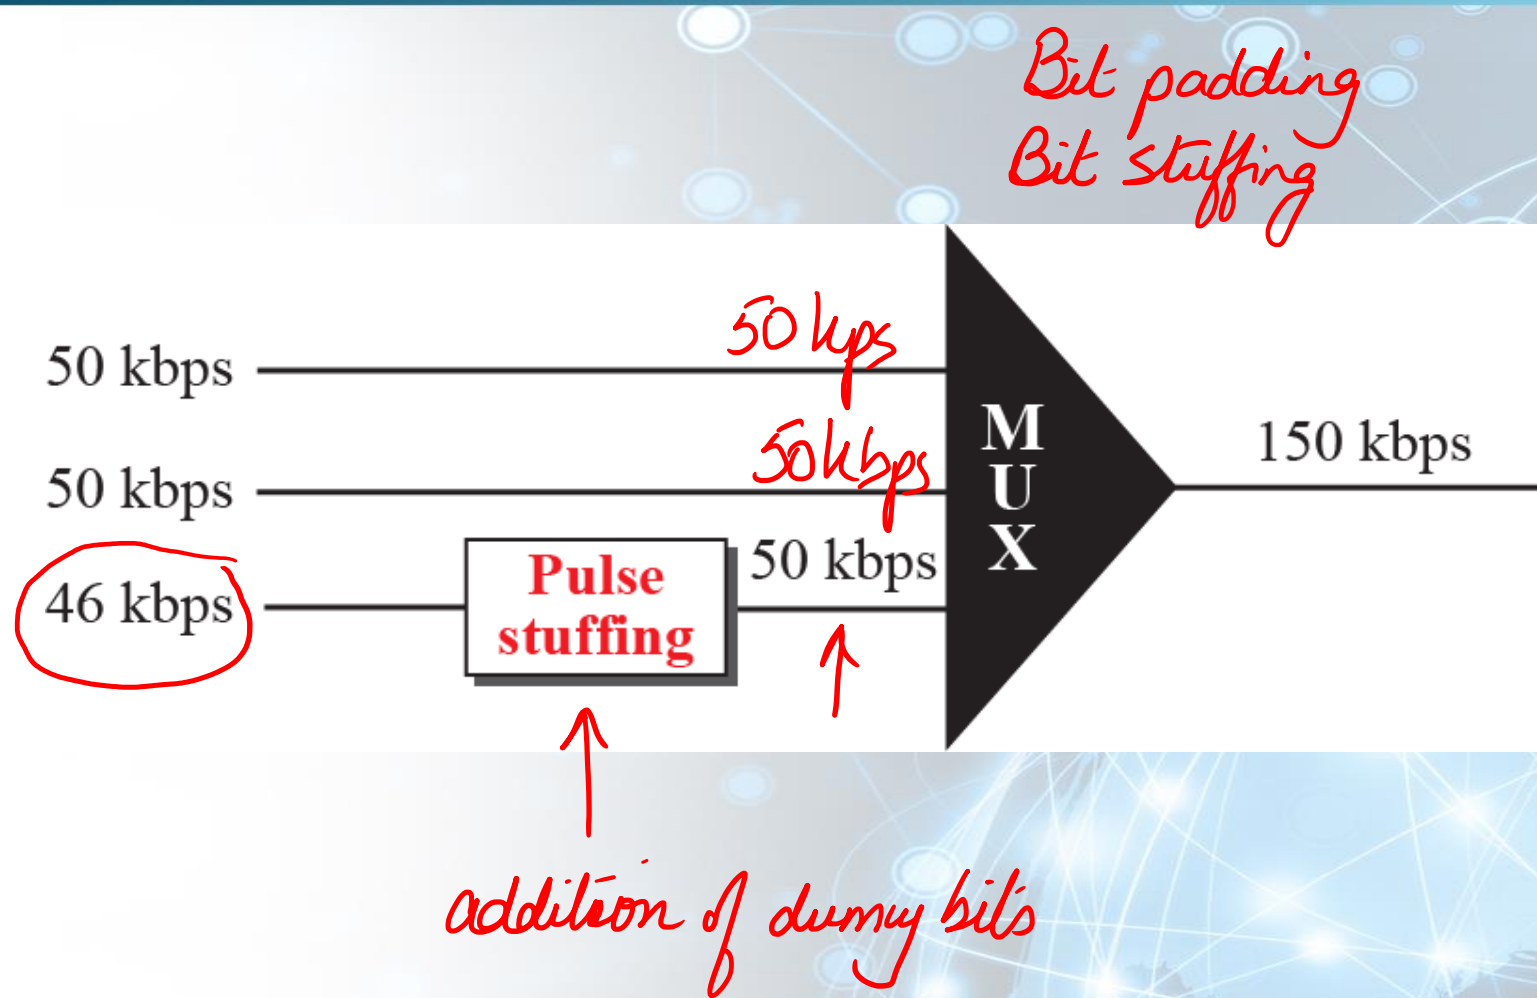 Bit padding
Bit stuffing
50 kps
50 kbps
50 kbps
50 kbps
46 kbps
Pulse
stuffing
50 kbps
M
U
X
150 kbps
addition of dumy bits